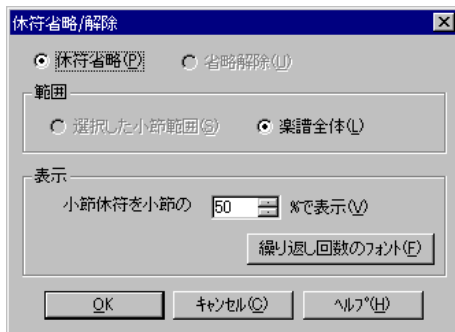 休符省略/解除
休符省略(P) 省略解除(U)
範囲
選択した小節範囲(S) 楽譜全体(L)
表示
小節休符を小節の 50 %で表示(V)
繰り返し回数のフォント(F)
OK キャンセル(C) ヘルプ(H)